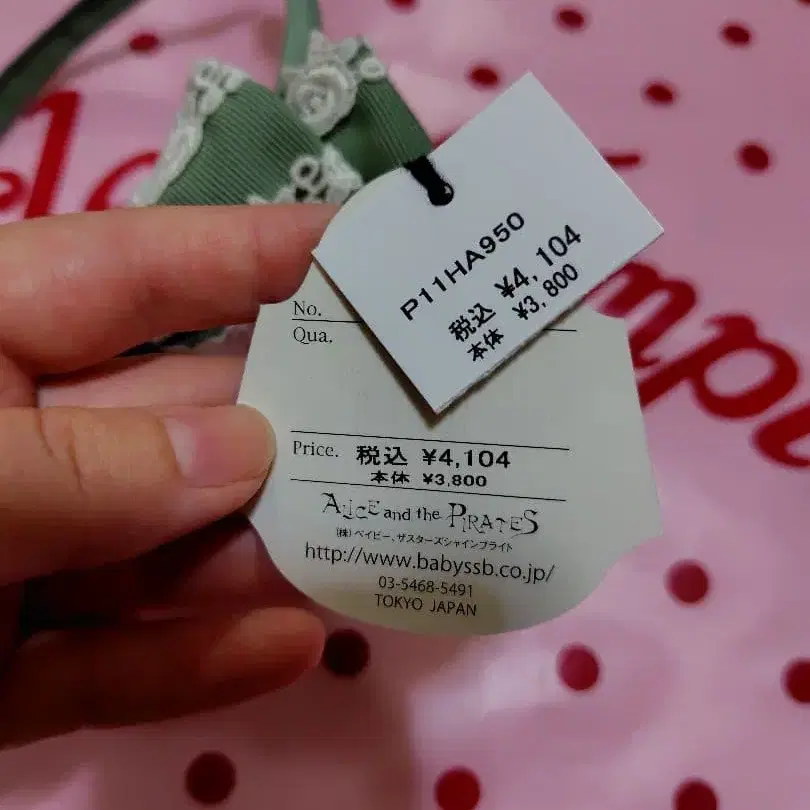 P11HA950
税込 ¥4,104
本体 ¥3,800
No.
Qua.
Price. 税込 ¥4,104
本体 ¥3,800
ALICE and the PIRATES
(株)ベイビー、ザスターズシャインブライト
http://www.babyssb.co.jp/
03-5468-5491
TOKYO JAPAN